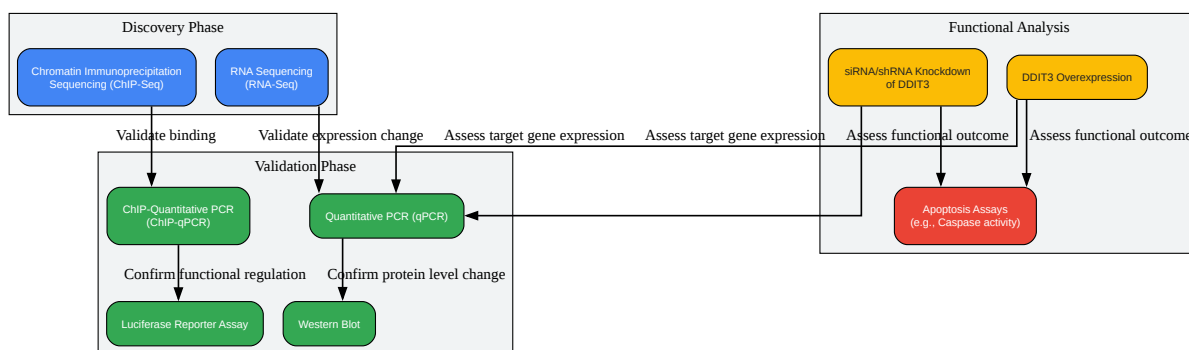 Discovery Phase
Functional Analysis
Chromatin Immunoprecipitation
Sequencing (ChIP-Seq)
RNA Sequencing
(RNA-Seq)
siRNA/shRNA Knockdown
of DDIT3
DDIT3 Overexpression
Validate binding
Validate expression change
Assess target gene expression
Assess target gene expression
Assess functional outcome
Assess functional outcome
Validation Phase
ChIP-Quantitative PCR
(ChIP-qPCR)
Quantitative PCR (qPCR)
Apoptosis Assays
(e.g., Caspase activity)
Confirm functional regulation
Confirm protein level change
Luciferase Reporter Assay
Western Blot